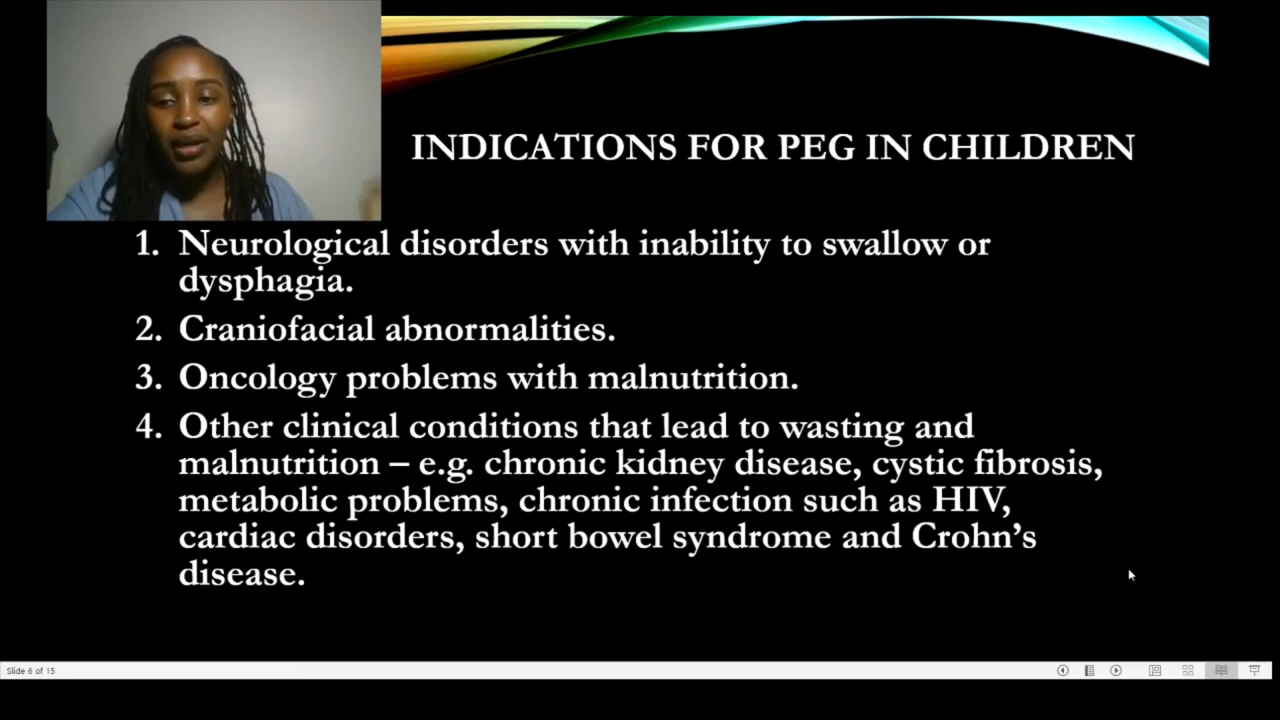 INDICATIONS FOR PEG IN CHILDREN
1. Neurological disorders with inability to swallow or
dysphagia.
2. Craniofacial abnormalities.
3. Oncology problems with malnutrition.
4. Other clinical conditions that lead to wasting and
malnutrition – e.g. chronic kidney disease, cystic fibrosis,
metabolic problems, chronic infection such as HIV,
cardiac disorders, short bowel syndrome and Crohn’s
disease.
Slide 6 of 15